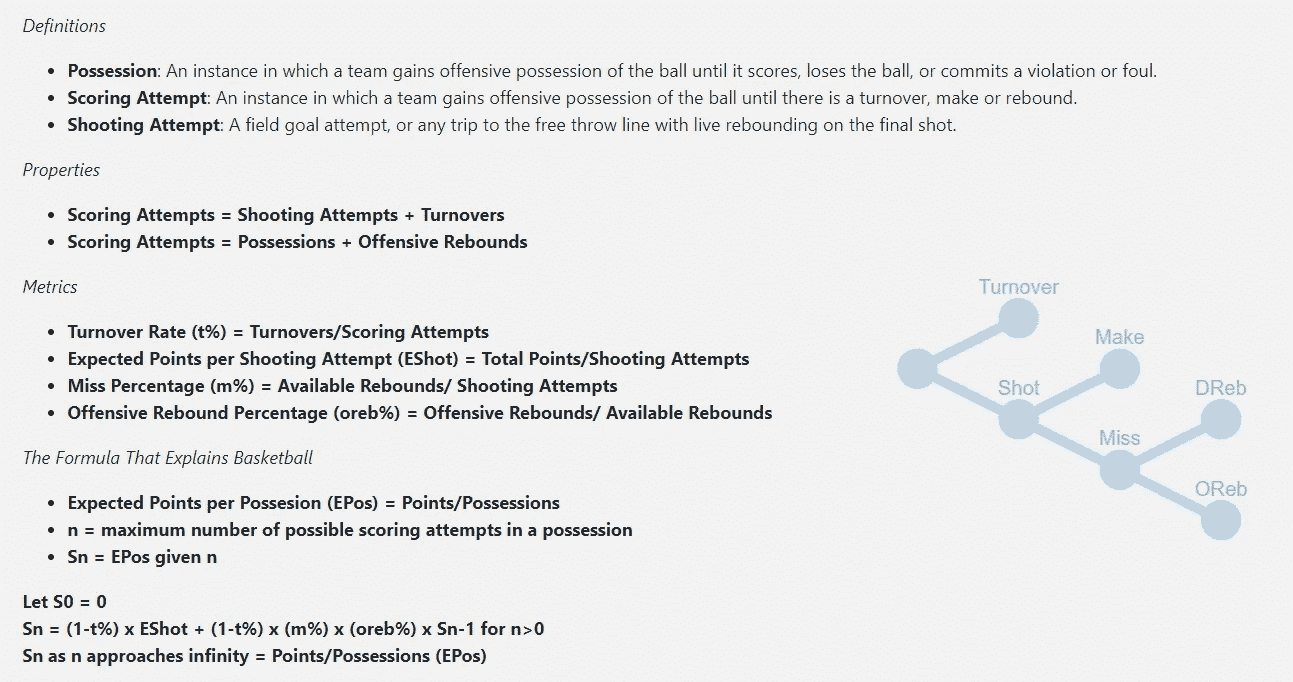 Definitions
• Possession: An instance in which a team gains offensive possession of the ball until it scores, loses the ball, or commits a violation or foul.
• Scoring Attempt: An instance in which a team gains offensive possession of the ball until there is a turnover, make or rebound.
• Shooting Attempt: A field goal attempt, or any trip to the free throw line with live rebounding on the final shot.
Properties
• Scoring Attempts = Shooting Attempts + Turnovers
• Scoring Attempts = Possessions + Offensive Rebounds
Metrics
• Turnover Rate (t%) = Turnovers/Scoring Attempts
• Expected Points per Shooting Attempt (EShot) = Total Points/Shooting Attempts
• Miss Percentage (m%) = Available Rebounds/ Shooting Attempts
• Offensive Rebound Percentage (oreb%) = Offensive Rebounds/ Available Rebounds
The Formula That Explains Basketball
• Expected Points per Possesion (EPos) = Points/Possessions
• n = maximum number of possible scoring attempts in a possession
• Sn = EPos given n
Let S0 = 0
Sn = (1-t%) x EShot + (1-t%) x (m%) x (oreb%) x Sn-1 for n>0
Sn as n approaches infinity = Points/Possessions (EPos)
Turnover
Make
Shot
DReb
Miss
OReb